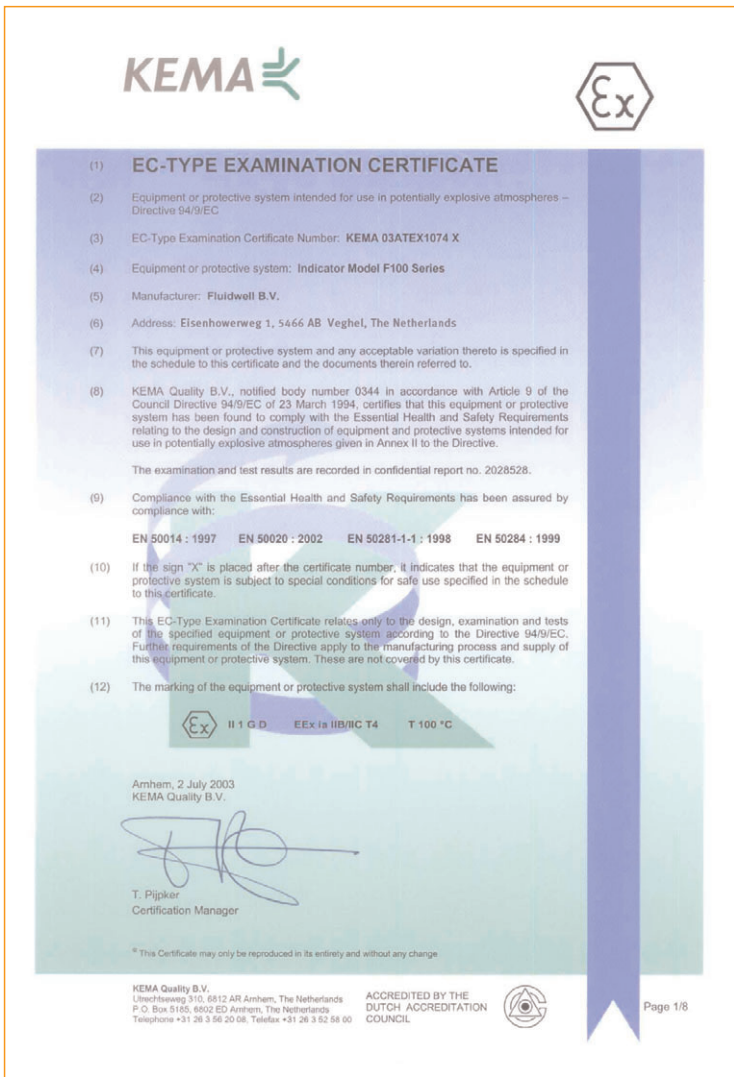 KEMA
Ex
(1) EC-TYPE EXAMINATION CERTIFICATE
(2) Equipment or protective system intended for use in potentially explosive atmospheres –
Directive 94/9/EC
(3) EC-Type Examination Certificate Number: KEMA 03ATEX1074 X
(4) Equipment or protective system: Indicator Model F100 Series
(5) Manufacturer: Fluidwell B.V.
(6) Address: Eisenhowerweg 1, 5466 AB Veghel, The Netherlands
(7) This equipment or protective system and any acceptable variation thereto is specified in
the schedule to this certificate and the documents therein referred to.
(8) KEMA Quality B.V., notified body number 0344 in accordance with Article 9 of the
Council Directive 94/9/EC of 23 March 1994, certifies that this equipment or protective
system has been found to comply with the Essential Health and Safety Requirements
relating to the design and construction of equipment and protective systems intended for
use in potentially explosive atmospheres given in Annex II to the Directive.
The examination and test results are recorded in confidential report no. 2028528.
(9) Compliance with the Essential Health and Safety Requirements has been assured by
compliance with:
EN 50014 : 1997 EN 50020 : 2002 EN 50281-1-1 : 1998 EN 50284 : 1999
(10) If the sign "X" is placed after the certificate number, it indicates that the equipment or
protective system is subject to special conditions for safe use specified in the schedule
to this certificate.
(11) This EC-Type Examination Certificate relates only to the design, examination and tests
of the specified equipment or protective system according to the Directive 94/9/EC.
Further requirements of the Directive apply to the manufacturing process and supply of
this equipment or protective system. These are not covered by this certificate.
(12) The marking of the equipment or protective system shall include the following:
Ex II 1 G D EEx ia IIB/IIC T4 T 100 °C
Arnhem, 2 July 2003
KEMA Quality B.V.
T. Pijpker
Certification Manager
® This Certificate may only be reproduced in its entirety and without any change
KEMA Quality B.V.
Utrechtseweg 310, 6812 AR Arnhem, The Netherlands
P.O. Box 5185, 6802 ED Arnhem, The Netherlands
Telephone +31 26 3 56 20 08, Telefax +31 26 3 52 58 00
ACCREDITED BY THE
DUTCH ACCREDITATION
COUNCIL
Page 1/8